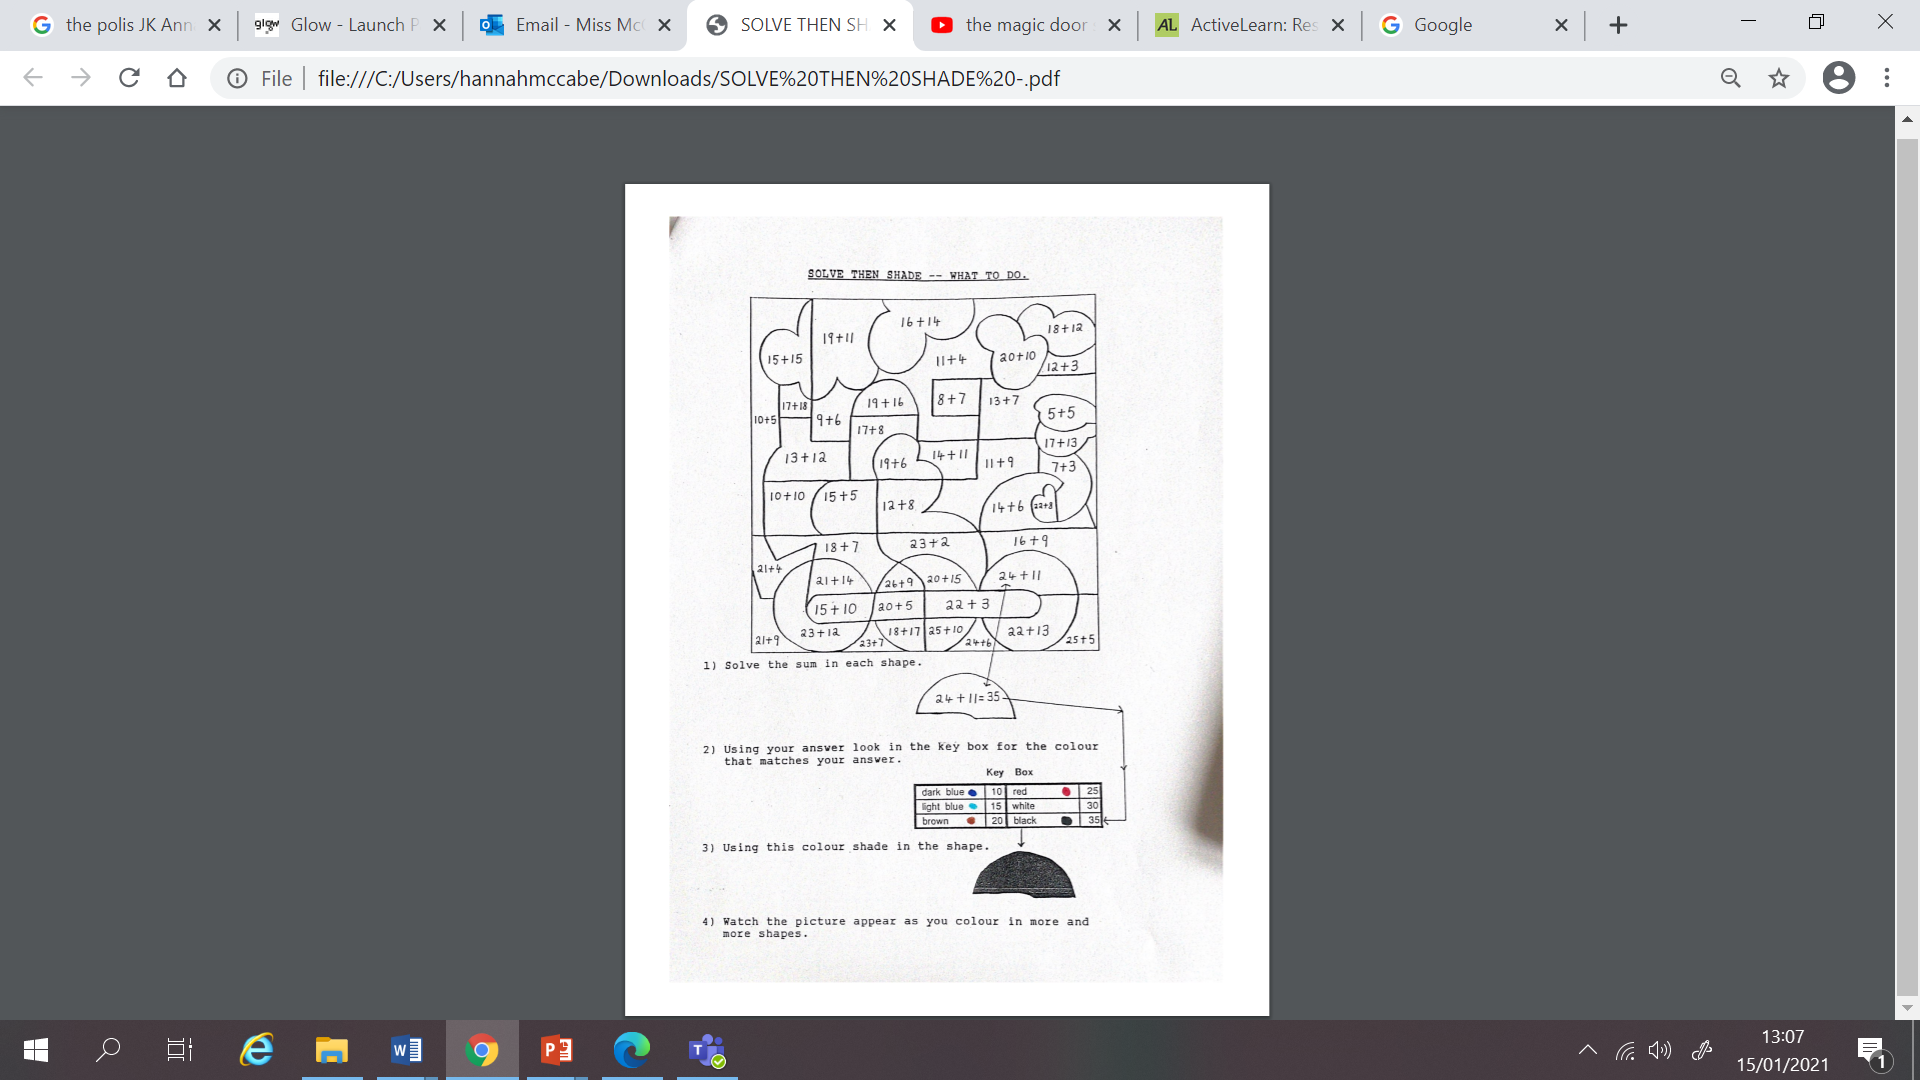 the polis JK Ann
Glow - Launch P
Email - Miss Mc
SOLVE THEN SH
the magic door
ActiveLearn: Res
Google
File
file:///C:/Users/hannahmccabe/Downloads/SOLVE%20THEN%20SHADE%20-.pdf
SOLVE THEN SHADE -- WHAT TO DO.
16+14
18+12
19+11
15+15
11+4
20+10
12+3
17+18
19+16
8+7
13+7
5+5
10+5
9+6
17+8
17+13
13+12
19+6
14+11
11+9
7+3
10+10
15+5
12+8
14+6
22+8
18+7
23+2
16+9
21+4
21+14
26+9
20+15
24+11
15+10
20+5
22+3
23+12
18+17
25+10
22+13
21+9
23+7
24+6
25+5
1) Solve the sum in each shape.
24+11=35
2) Using your answer look in the key box for the colour
that matches your answer.
Key Box
dark blue 10 red 25
light blue 15 white 30
brown 20 black 35
3) Using this colour shade in the shape.
4) Watch the picture appear as you colour in more and
more shapes.
13:07
15/01/2021
1